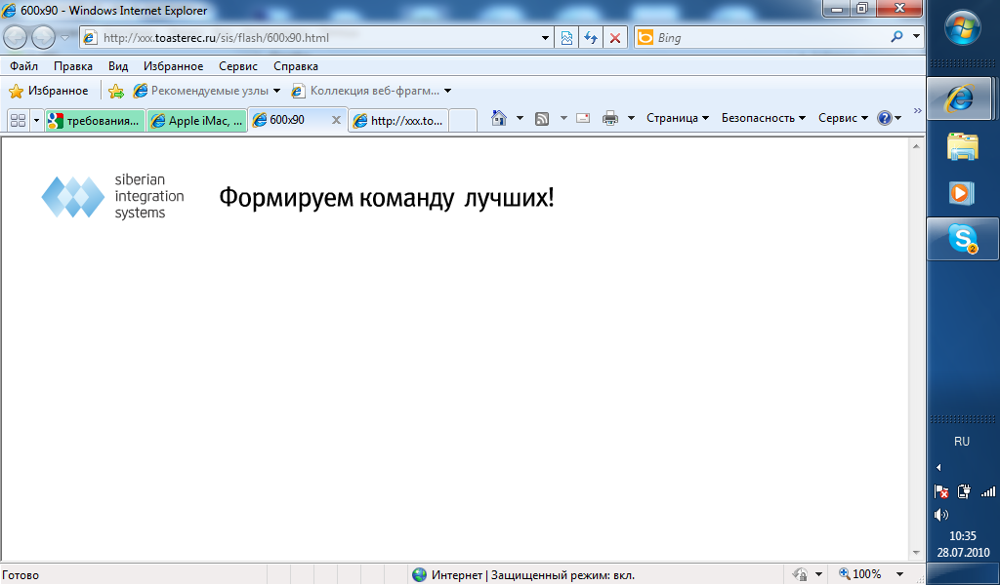 600x90 - Windows Internet Explorer
http://xxx.toasterec.ru/sis/flash/600x90.html
Bing
Файл Правка Вид Избранное Сервис Справка
Избранное Рекомендуемые узлы Коллекция веб-фрагм...
требования... Apple iMac, ... 600x90 http://xxx.to... Страница Безопасность Сервис
siberian
integration
systems
Формируем команду лучших!
RU
10:35
28.07.2010
Готово Интернет | Защищенный режим: вкл. 100%
S
2